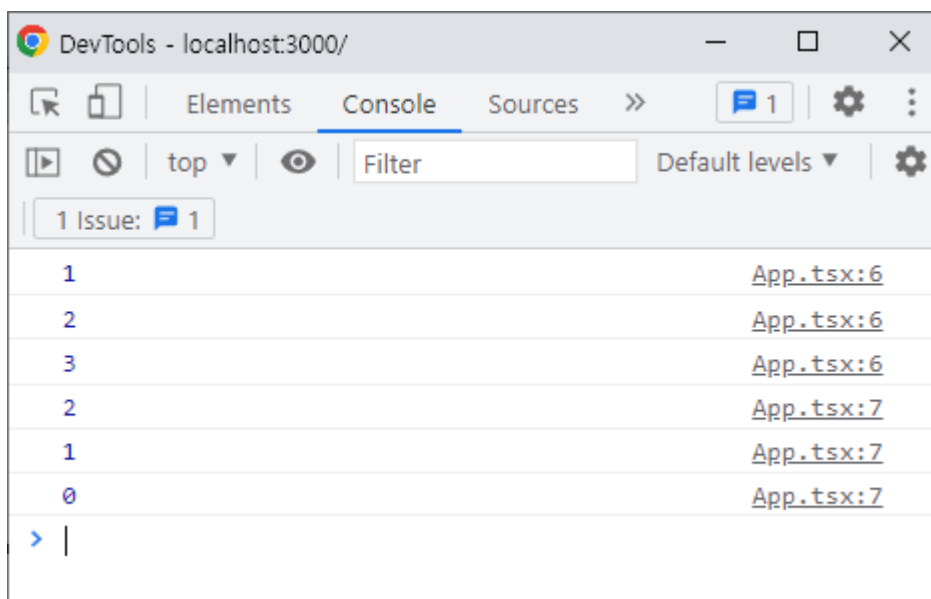 DevTools - localhost:3000/
Elements Console Sources » 1
top ▼ Filter Default levels ▼
1 Issue: 1
1 App.tsx:6
2 App.tsx:6
3 App.tsx:6
2 App.tsx:7
1 App.tsx:7
0 App.tsx:7
>